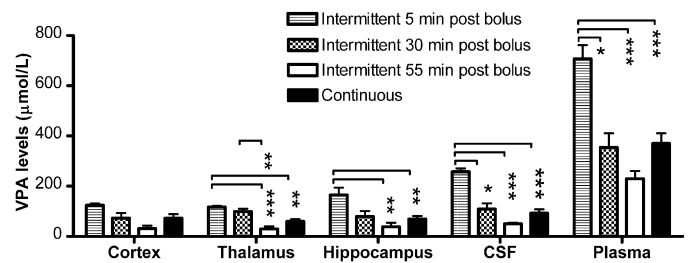 Intermittent 5 min post bolus
Intermittent 30 min post bolus
Intermittent 55 min post bolus
Continuous
VPA levels (μmol/L)
800
600
400
200
0
**
***
**
**
**
*
***
***
*
***
***
Cortex
Thalamus
Hippocampus
CSF
Plasma